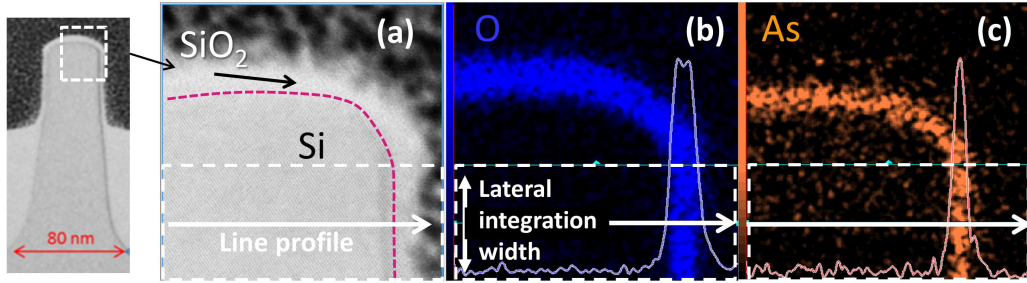 80 nm
SiO₂
(a)
Si
Line profile
O
(b)
Lateral
integration
width
As
(c)